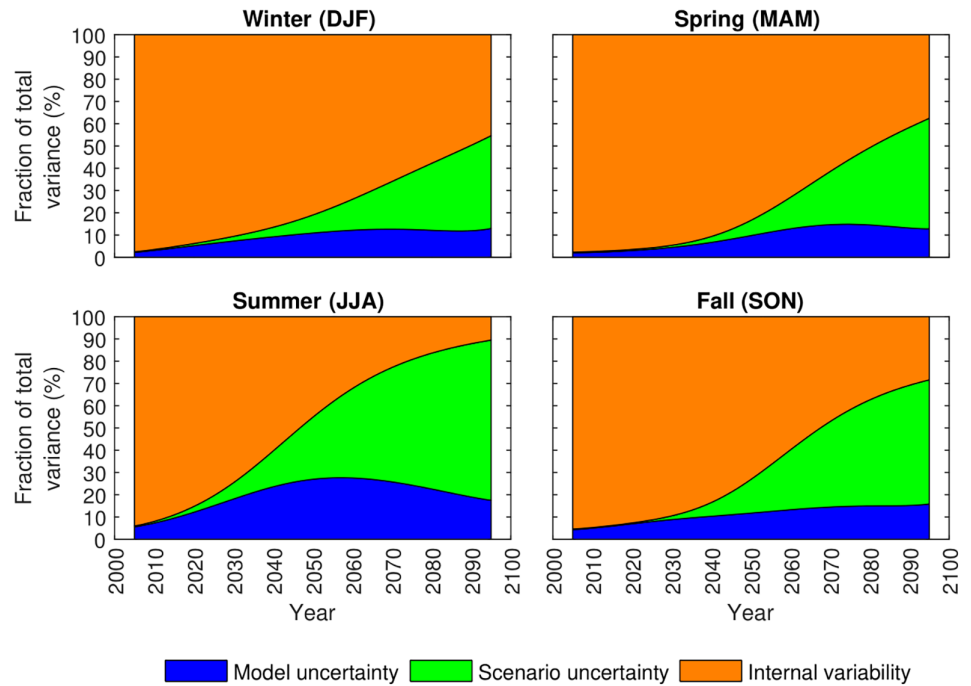 Winter (DJF)
Spring (MAM)
Fraction of total
variance (%)
100
90
80
70
60
50
40
30
20
10
0
Summer (JJA)
Fall (SON)
Fraction of total
variance (%)
100
90
80
70
60
50
40
30
20
10
0
2000 2010 2020 2030 2040 2050 2060 2070 2080 2090 2100
2000 2010 2020 2030 2040 2050 2060 2070 2080 2090 2100
Year
Year
Model uncertainty Scenario uncertainty Internal variability